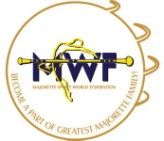 MWF
MAJORETTE-SPORT WORLD FEDERATION
BECOME A PART OF GREATEST MAJORETTE FAMILY!